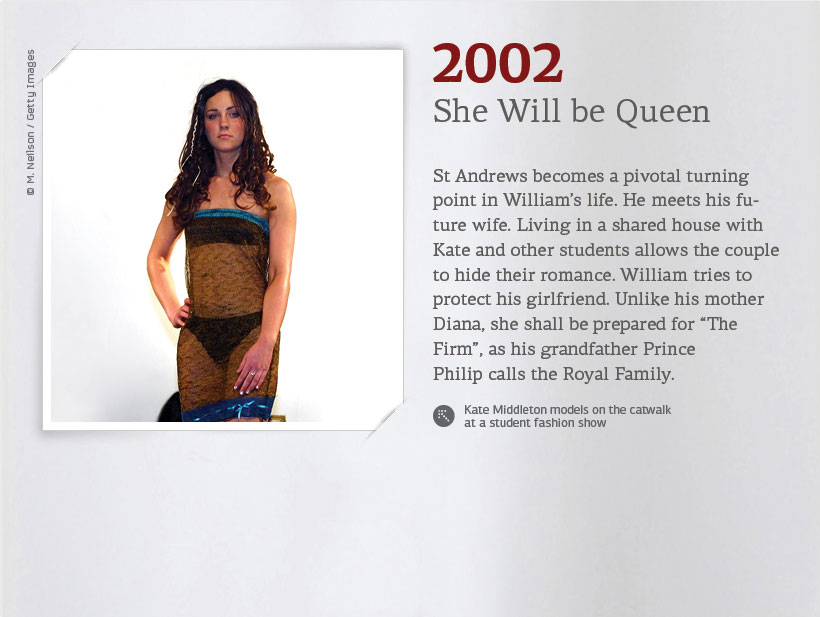 © M. Neilson / Getty Images
2002
She Will be Queen
St Andrews becomes a pivotal turning
point in William's life. He meets his fu-
ture wife. Living in a shared house with
Kate and other students allows the couple
to hide their romance. William tries to
protect his girlfriend. Unlike his mother
Diana, she shall be prepared for “The
Firm”, as his grandfather Prince
Philip calls the Royal Family.
Kate Middleton models on the catwalk
at a student fashion show